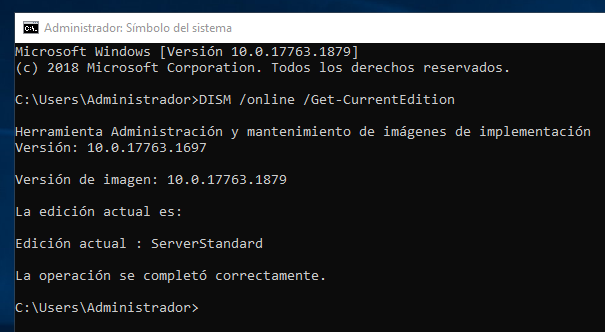 Administrador: Símbolo del sistema
Microsoft Windows [Versión 10.0.17763.1879]
(c) 2018 Microsoft Corporation. Todos los derechos reservados.
C:\Users\Administrador>DISM /online /Get-CurrentEdition
Herramienta Administración y mantenimiento de imágenes de implementación
Versión: 10.0.17763.1697
Versión de imagen: 10.0.17763.1879
La edición actual es:
Edición actual : ServerStandard
La operación se completó correctamente.
C:\Users\Administrador>